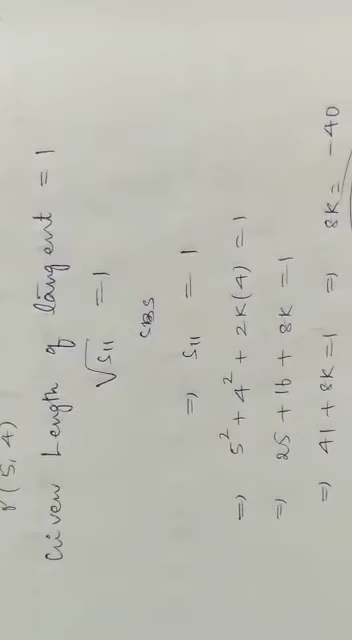 P(5, 4)
Given Length of tangent = 1
√S₁₁ = 1
SBS
⇒ S₁₁ = 1
⇒ 5² + 4² + 2K(4) = 1
⇒ 25 + 16 + 8K = 1
⇒ 41 + 8K = 1 ⇒ 8K = -40